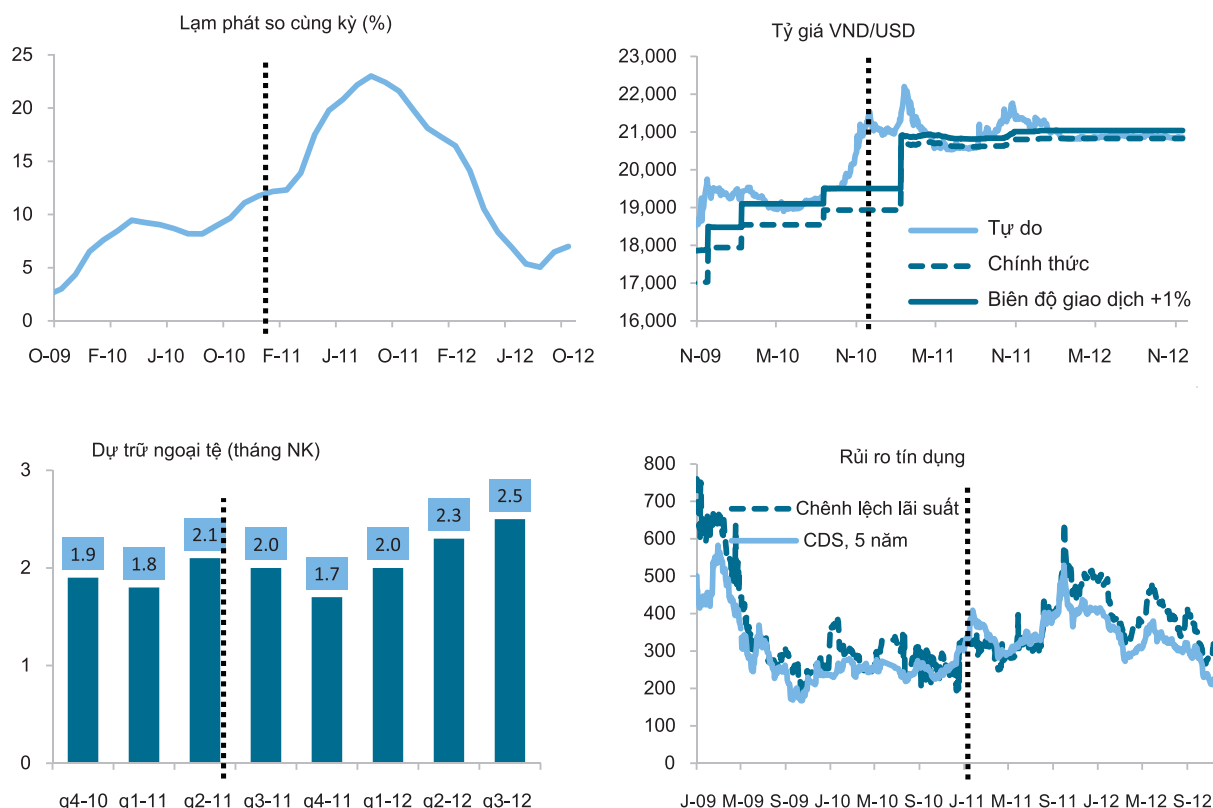 Lạm phát so cùng kỳ (%)
25
20
15
10
5
0
O-09 F-10 J-10 O-10 F-11 J-11 O-11 F-12 J-12 O-12
Tỷ giá VND/USD
23,000
22,000
21,000
20,000
19,000
18,000
17,000
16,000
Tự do
Chính thức
Biên độ giao dịch +1%
N-09 M-10 N-10 M-11 N-11 M-12 N-12
Dự trữ ngoại tệ (tháng NK)
3
2
1
0
1.9 1.8 2.1 2.0 1.7 2.0 2.3 2.5
q4-10 q1-11 q2-11 q3-11 q4-11 q1-12 q2-12 q3-12
Rủi ro tín dụng
800
700
600
500
400
300
200
100
0
Chênh lệch lãi suất
CDS, 5 năm
J-09 M-09 S-09 J-10 M-10 S-10 J-11 M-11 S-11 J-12 M-12 S-12